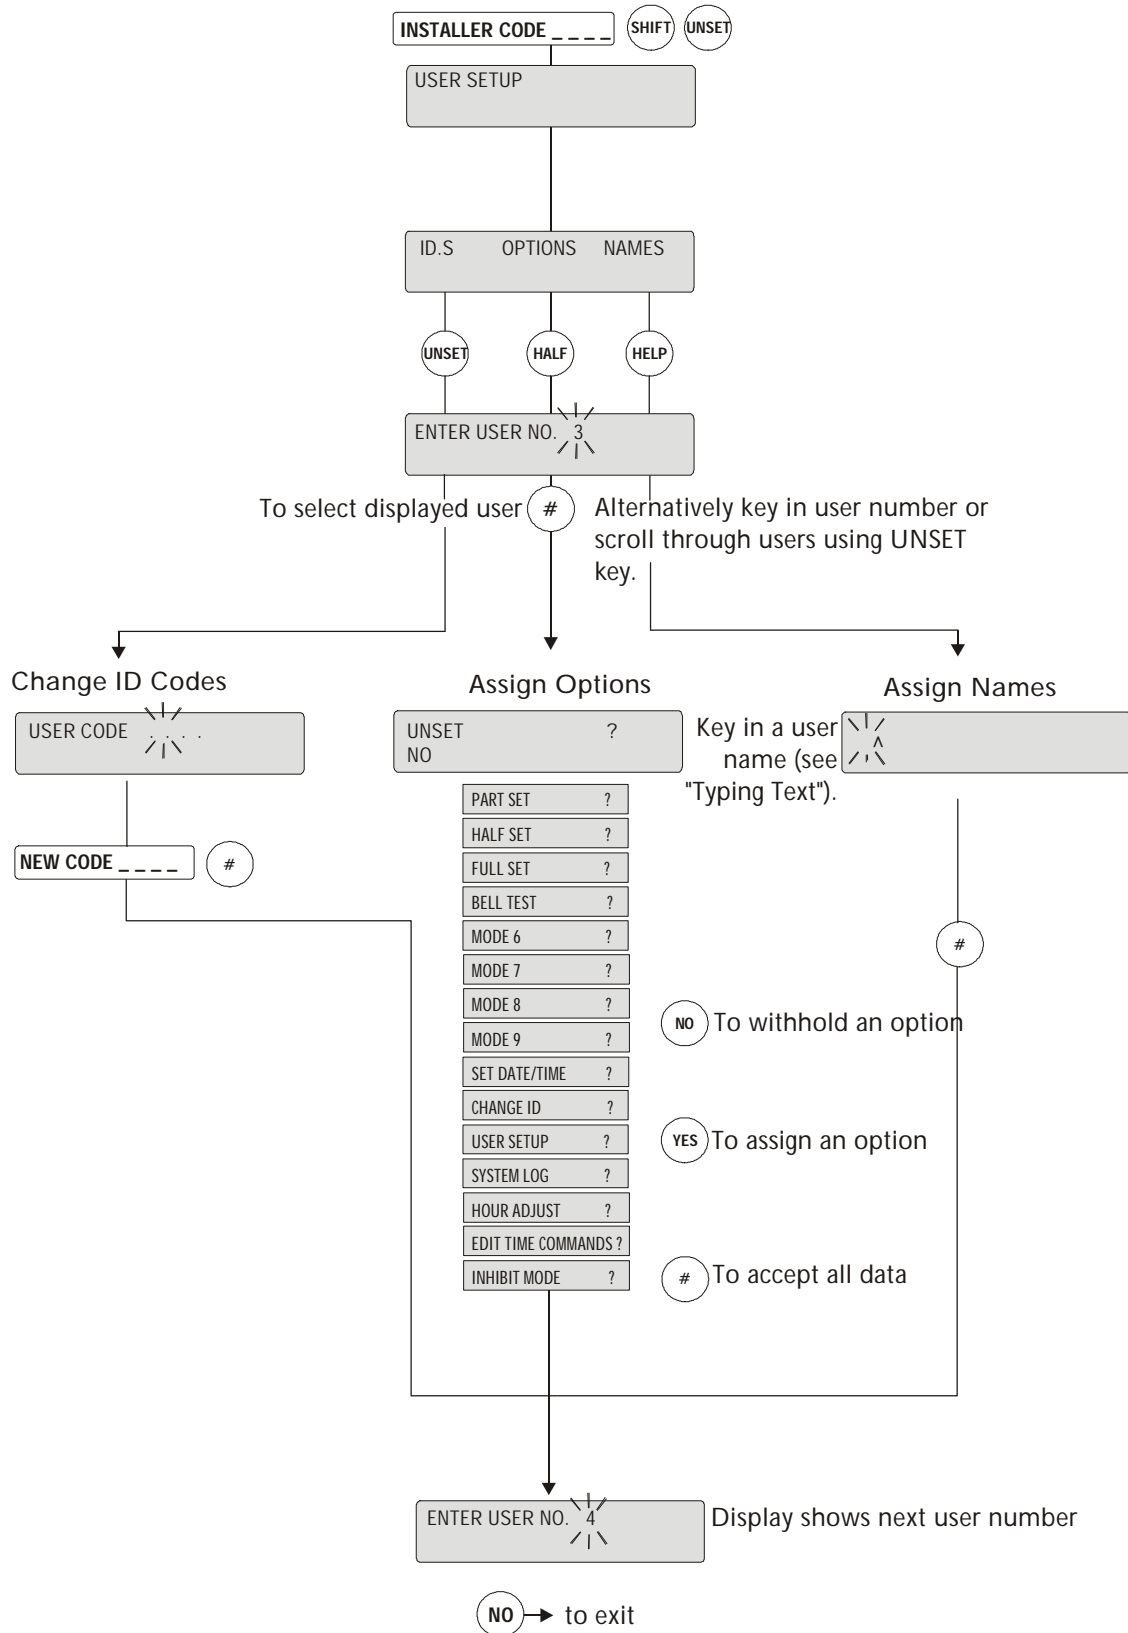 INSTALLER CODE _ _ _ _ SHIFT UNSET
USER SETUP
ID.S OPTIONS NAMES
UNSET HALF HELP
ENTER USER NO. 3
To select displayed user # Alternatively key in user number or
scroll through users using UNSET
key.
Change ID Codes
Assign Options
Assign Names
USER CODE . . . .
UNSET ?
NO
Key in a user
name (see
"Typing Text").
, ^
PART SET ?
HALF SET ?
FULL SET ?
BELL TEST ?
MODE 6 ?
MODE 7 ?
MODE 8 ?
MODE 9 ?
SET DATE/TIME ?
CHANGE ID ?
USER SETUP ?
SYSTEM LOG ?
HOUR ADJUST ?
EDIT TIME COMMANDS ?
INHIBIT MODE ?
NEW CODE _ _ _ _ #
#
NO To withhold an option
YES To assign an option
# To accept all data
ENTER USER NO. 4 Display shows next user number
NO to exit